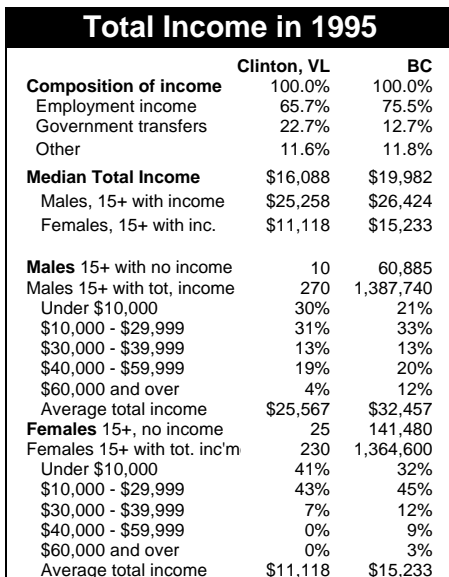 Total Income in 1995
Clinton, VL BC
Composition of income 100.0% 100.0%
Employment income 65.7% 75.5%
Government transfers 22.7% 12.7%
Other 11.6% 11.8%
Median Total Income $16,088 $19,982
Males, 15+ with income $25,258 $26,424
Females, 15+ with inc. $11,118 $15,233
Males 15+ with no income 10 60,885
Males 15+ with tot, income 270 1,387,740
Under $10,000 30% 21%
$10,000 - $29,999 31% 33%
$30,000 - $39,999 13% 13%
$40,000 - $59,999 19% 20%
$60,000 and over 4% 12%
Average total income $25,567 $32,457
Females 15+, no income 25 141,480
Females 15+ with tot. inc'm 230 1,364,600
Under $10,000 41% 32%
$10,000 - $29,999 43% 45%
$30,000 - $39,999 7% 12%
$40,000 - $59,999 0% 9%
$60,000 and over 0% 3%
Average total income $11,118 $15,233